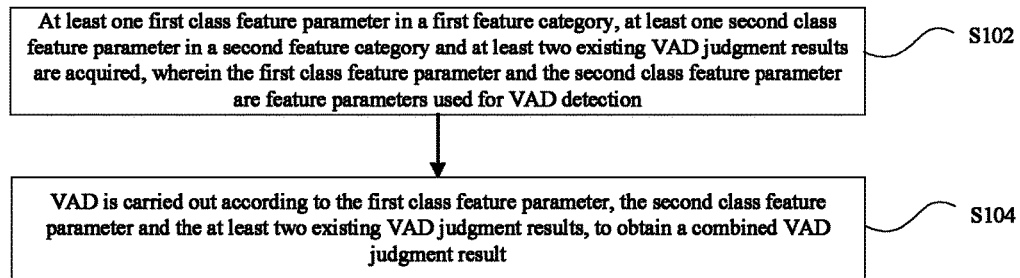 At least one first class feature parameter in a first feature category, at least one second class
feature parameter in a second feature category and at least two existing VAD judgment results
are acquired, wherein the first class feature parameter and the second class feature parameter
are feature parameters used for VAD detection
S102
VAD is carried out according to the first class feature parameter, the second class feature
parameter and the at least two existing VAD judgment results, to obtain a combined VAD
judgment result
S104